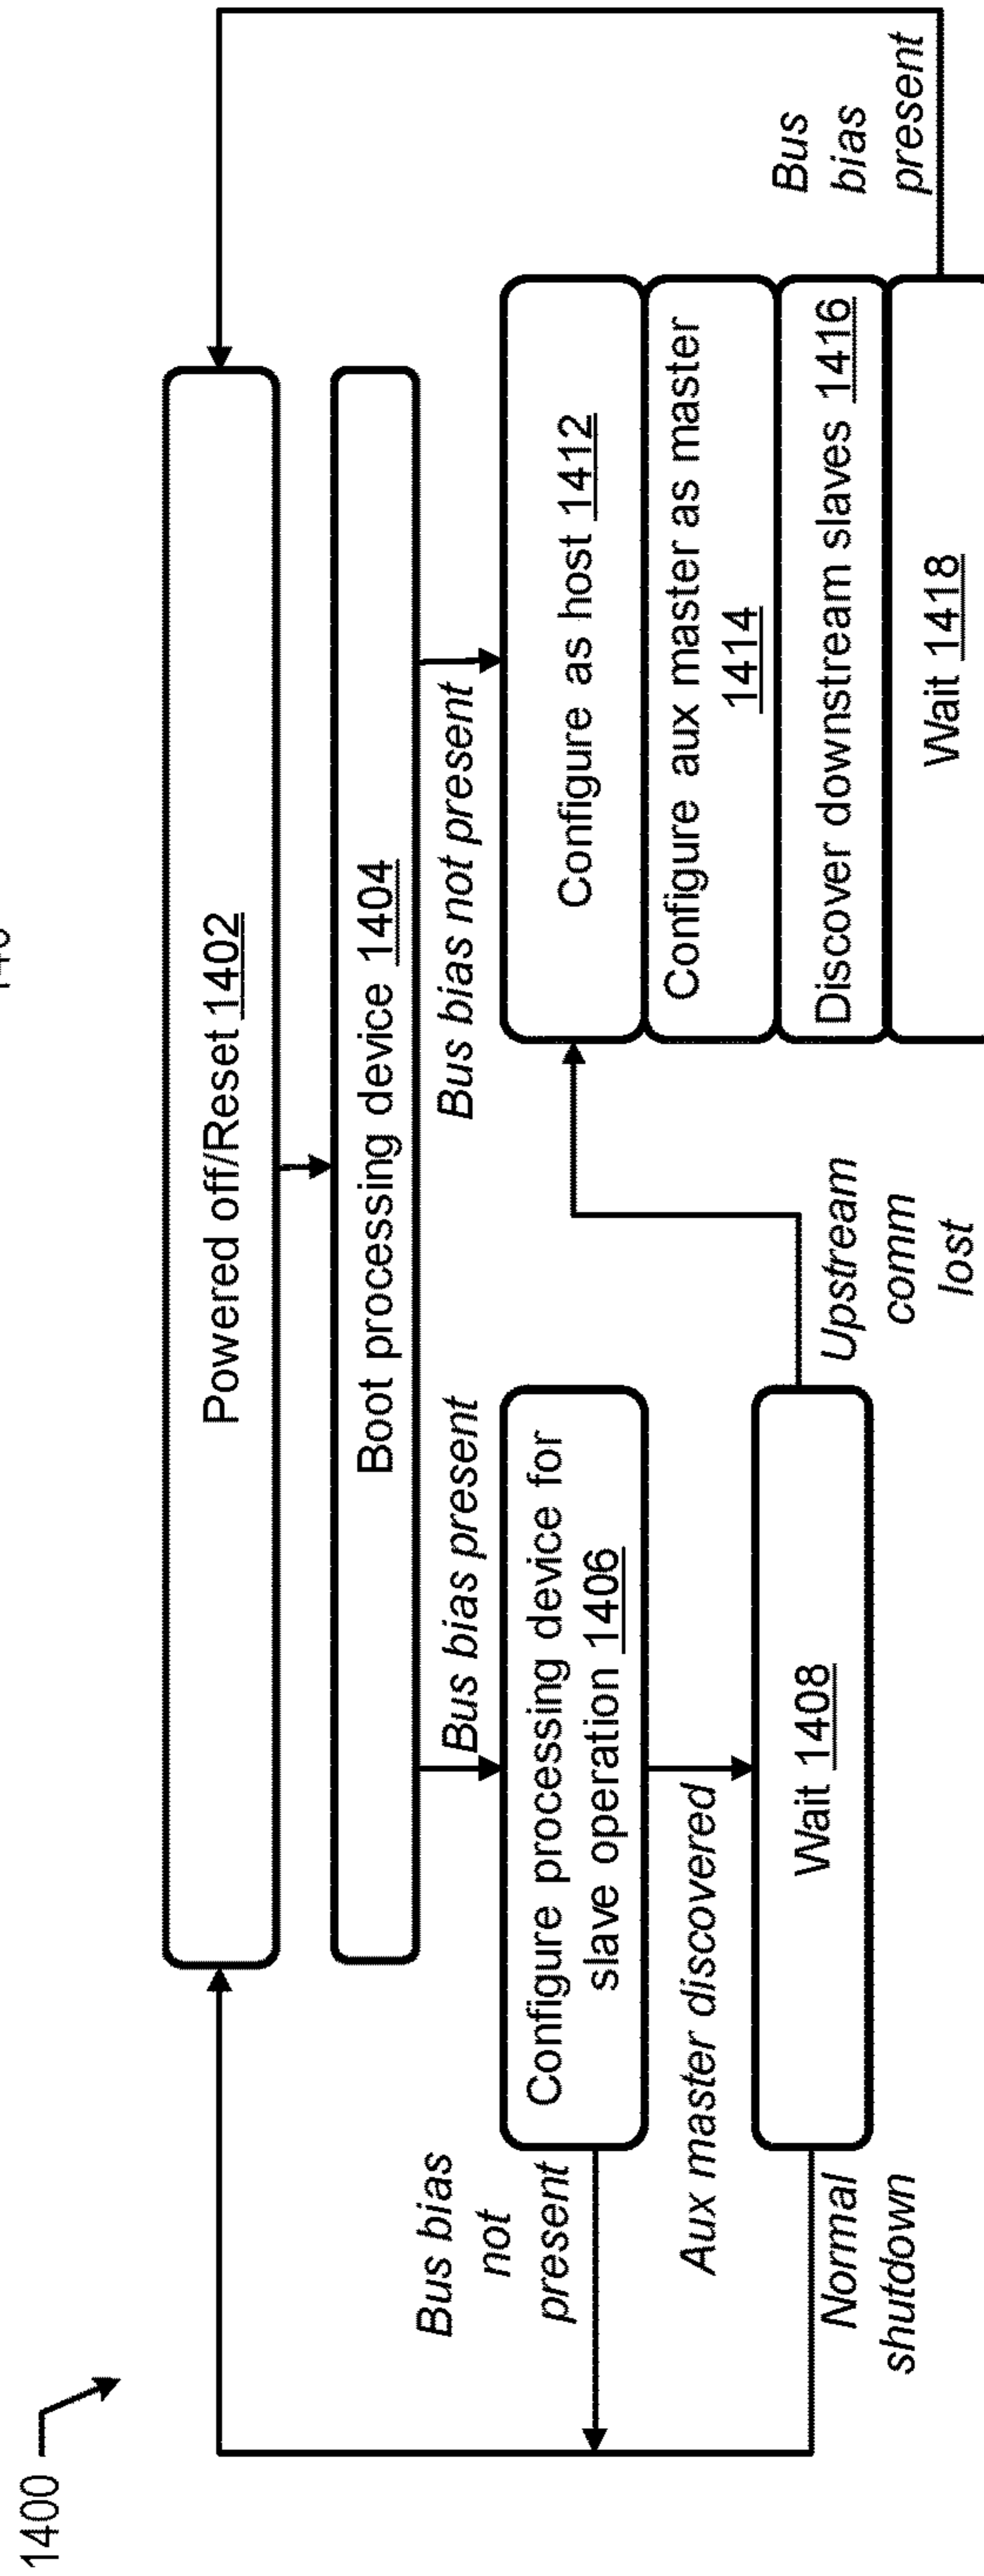 1400
Powered off/Reset 1402
Boot processing device 1404
Bus bias present
Bus bias not present
Bus bias
not
present
Configure processing device for
slave operation 1406
Aux master discovered
Wait 1408
Normal
shutdown
Upstream
comm
lost
Configure as host 1412
Configure aux master as master
1414
Discover downstream slaves 1416
Wait 1418
Bus
bias
present